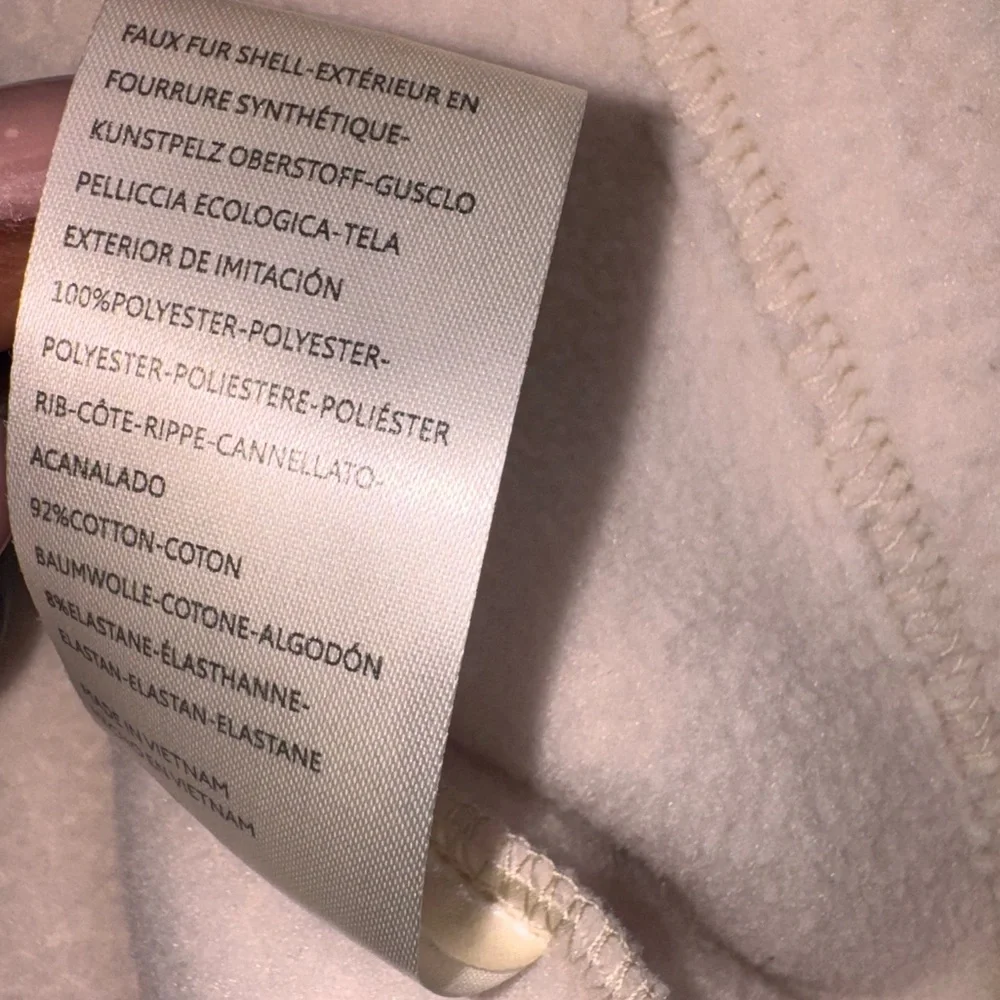 FAUX FUR SHELL-EXTÉRIEUR EN
FOURRURE SYNTHÉTIQUE-
KUNSTPELZ OBERSTOFF-GUSCLO
PELLICCIA ECOLOGICA-TELA
EXTERIOR DE IMITACIÓN
100%POLYESTER-POLYESTER-
POLYESTER-POLIESTERE-POLIÉSTER
RIB-CÔTE-RIPPE-CANNELLATO-
ACANALADO
92%COTTON-COTON
BAUMWOLLE-COTONE-ALGODÓN
8%ELASTANE-ÉLASTHANNE-
ELASTAN-ELASTAN-ELASTANE
MADE IN VIETNAM
EN VIETNAM